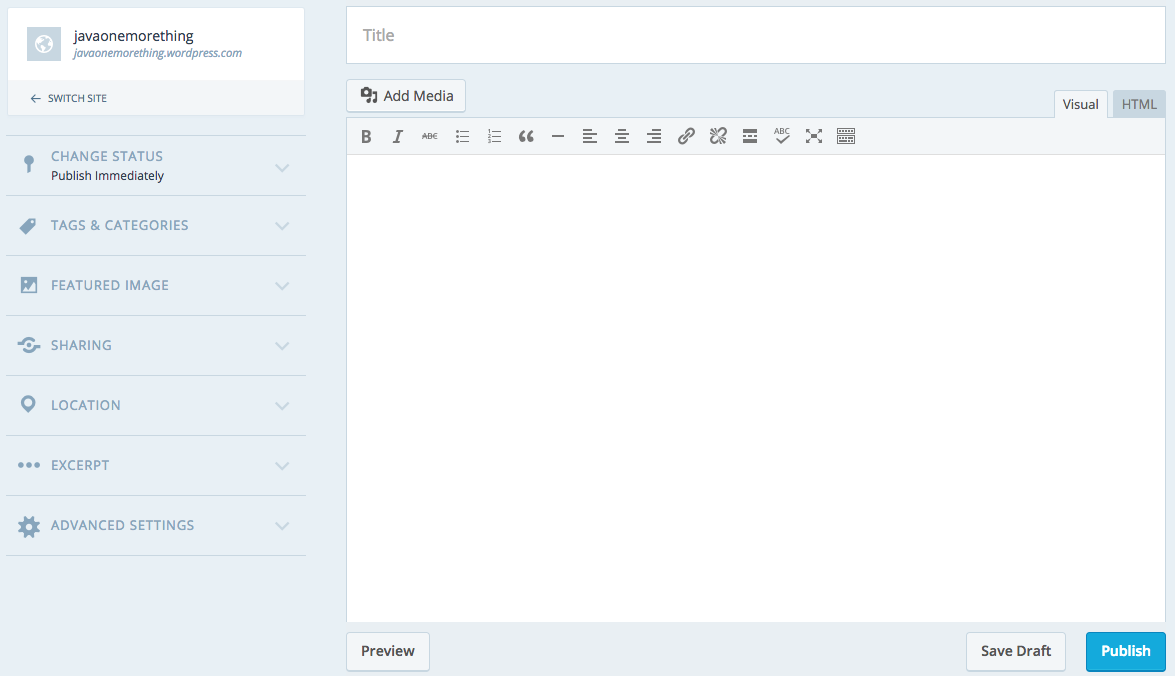 javaonemorething
javaonemorething.wordpress.com
← SWITCH SITE
CHANGE STATUS
Publish Immediately
TAGS & CATEGORIES
FEATURED IMAGE
SHARING
LOCATION
EXCERPT
ADVANCED SETTINGS
Title
Add Media
Visual HTML
B I ABC ABC
Preview Save Draft Publish